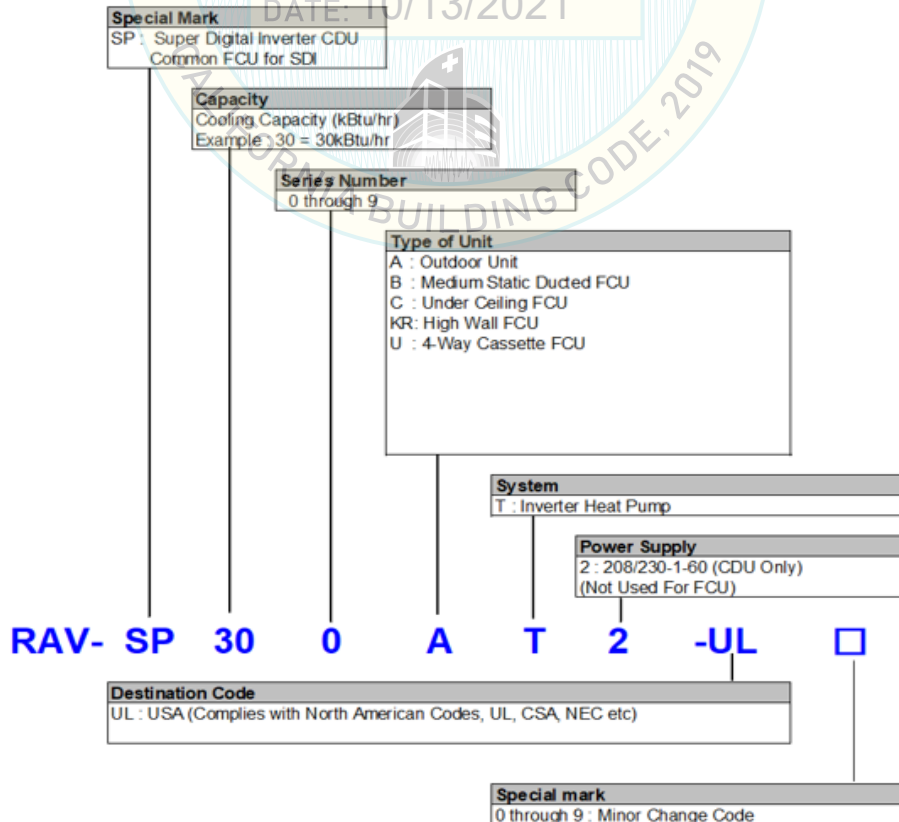 DATE: 10/13/2021
Special Mark
SP : Super Digital Inverter CDU
Common FCU for SDI
Capacity
Cooling Capacity (kBtu/hr)
Example : 30 = 30kBtu/hr
Series Number
0 through 9
CALIFORNIA BUILDING CODE, 2019
Type of Unit
A : Outdoor Unit
B : Medium Static Ducted FCU
C : Under Ceiling FCU
KR: High Wall FCU
U : 4-Way Cassette FCU
System
T : Inverter Heat Pump
Power Supply
2 : 208/230-1-60 (CDU Only)
(Not Used For FCU)
RAV- SP 30 0 A T 2 -UL □
Destination Code
UL : USA (Complies with North American Codes, UL, CSA, NEC etc)
Special mark
0 through 9 : Minor Change Code